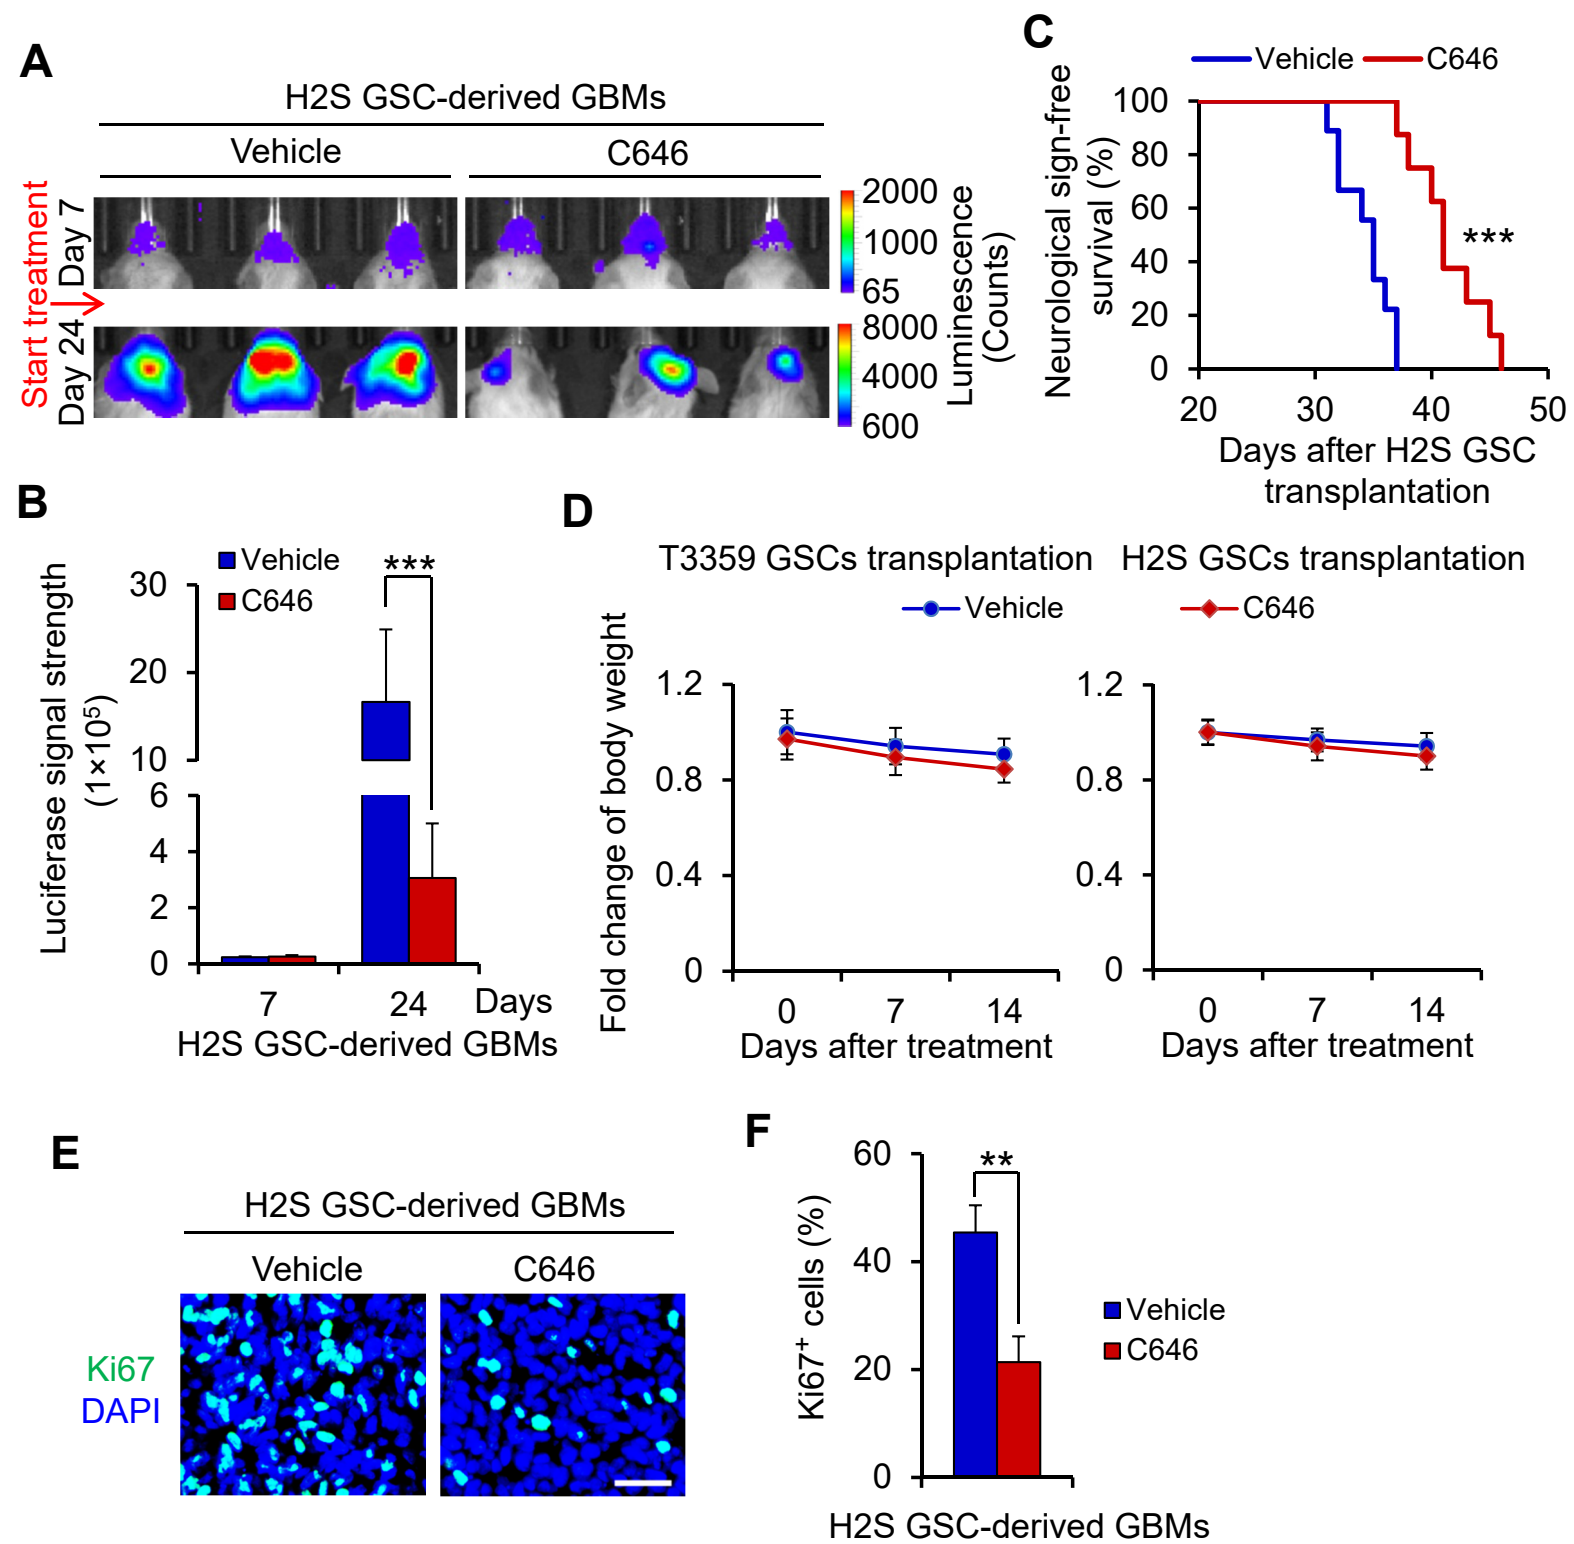 A
H2S GSC-derived GBMs
Vehicle
C646
Start treatment
Day 7
Day 24
2000
1000
65
8000
4000
600
Luminescence
(Counts)
C
Vehicle
C646
Neurological sign-free
survival (%)
100
80
60
40
20
0
***
20
30
40
50
Days after H2S GSC
transplantation
B
Luciferase signal strength
(1×10⁵)
Vehicle
C646
***
30
20
10
6
4
2
0
7
24
Days
H2S GSC-derived GBMs
D
T3359 GSCs transplantation
H2S GSCs transplantation
Vehicle
C646
Fold change of body weight
1.2
0.8
0.4
0
0
7
14
Days after treatment
1.2
0.8
0.4
0
0
7
14
Days after treatment
E
H2S GSC-derived GBMs
Vehicle
C646
Ki67
DAPI
F
Ki67⁺ cells (%)
60
40
20
0
**
Vehicle
C646
H2S GSC-derived GBMs